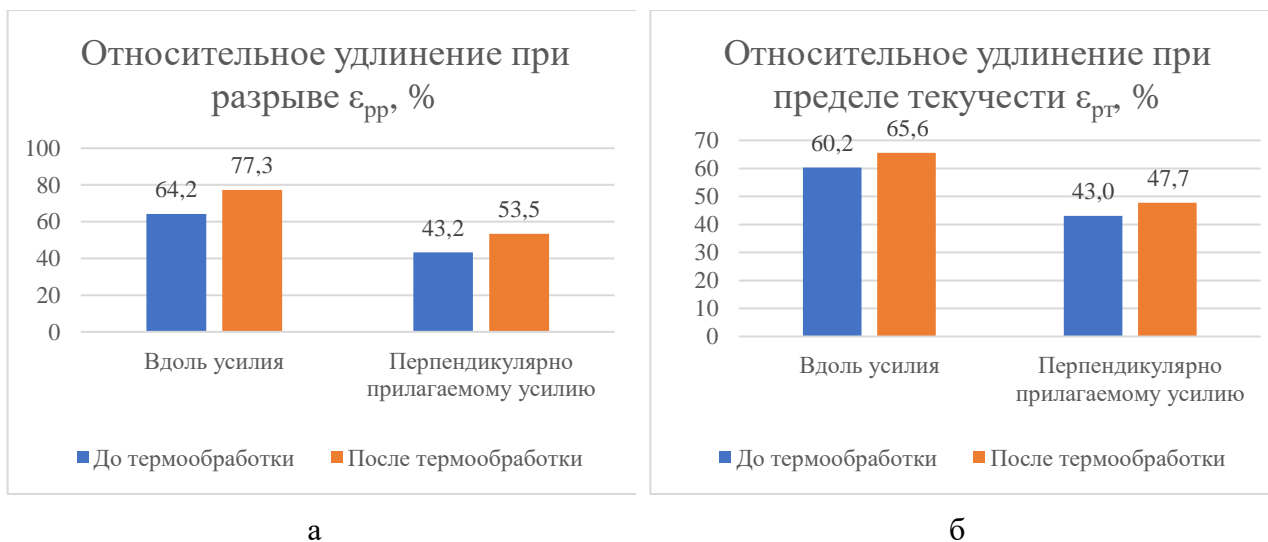 Относительное удлинение при
разрыве εрр, %
100
80
60
40
20
0
64,2
77,3
43,2
53,5
Вдоль усилия
Перпендикулярно
прилагаемому усилию
До термообработки
После термообработки
а
Относительное удлинение при
пределе текучести εрт, %
70
60
50
40
30
20
10
0
60,2
65,6
43,0
47,7
Вдоль усилия
Перпендикулярно
прилагаемому усилию
До термообработки
После термообработки
б